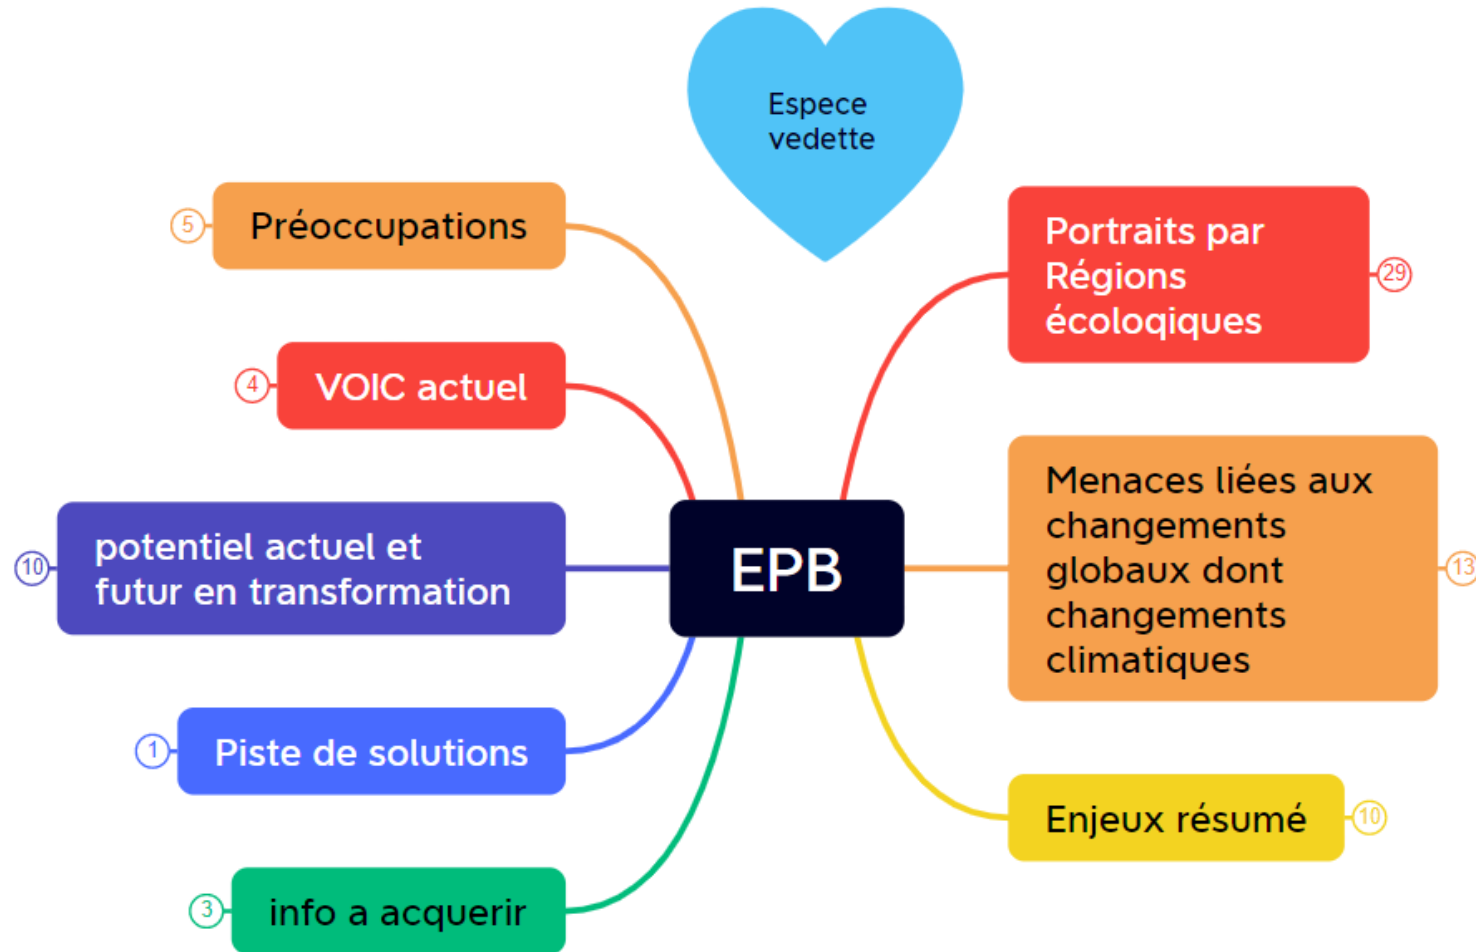 Espece
vedette
5
Préoccupations
4
VOIC actuel
10
potentiel actuel et
futur en transformation
1
Piste de solutions
3
info a acquerir
EPB
Portraits par
Régions
écoloqiques
29
Menaces liées aux
changements
globaux dont
changements
climatiques
13
Enjeux résumé
10